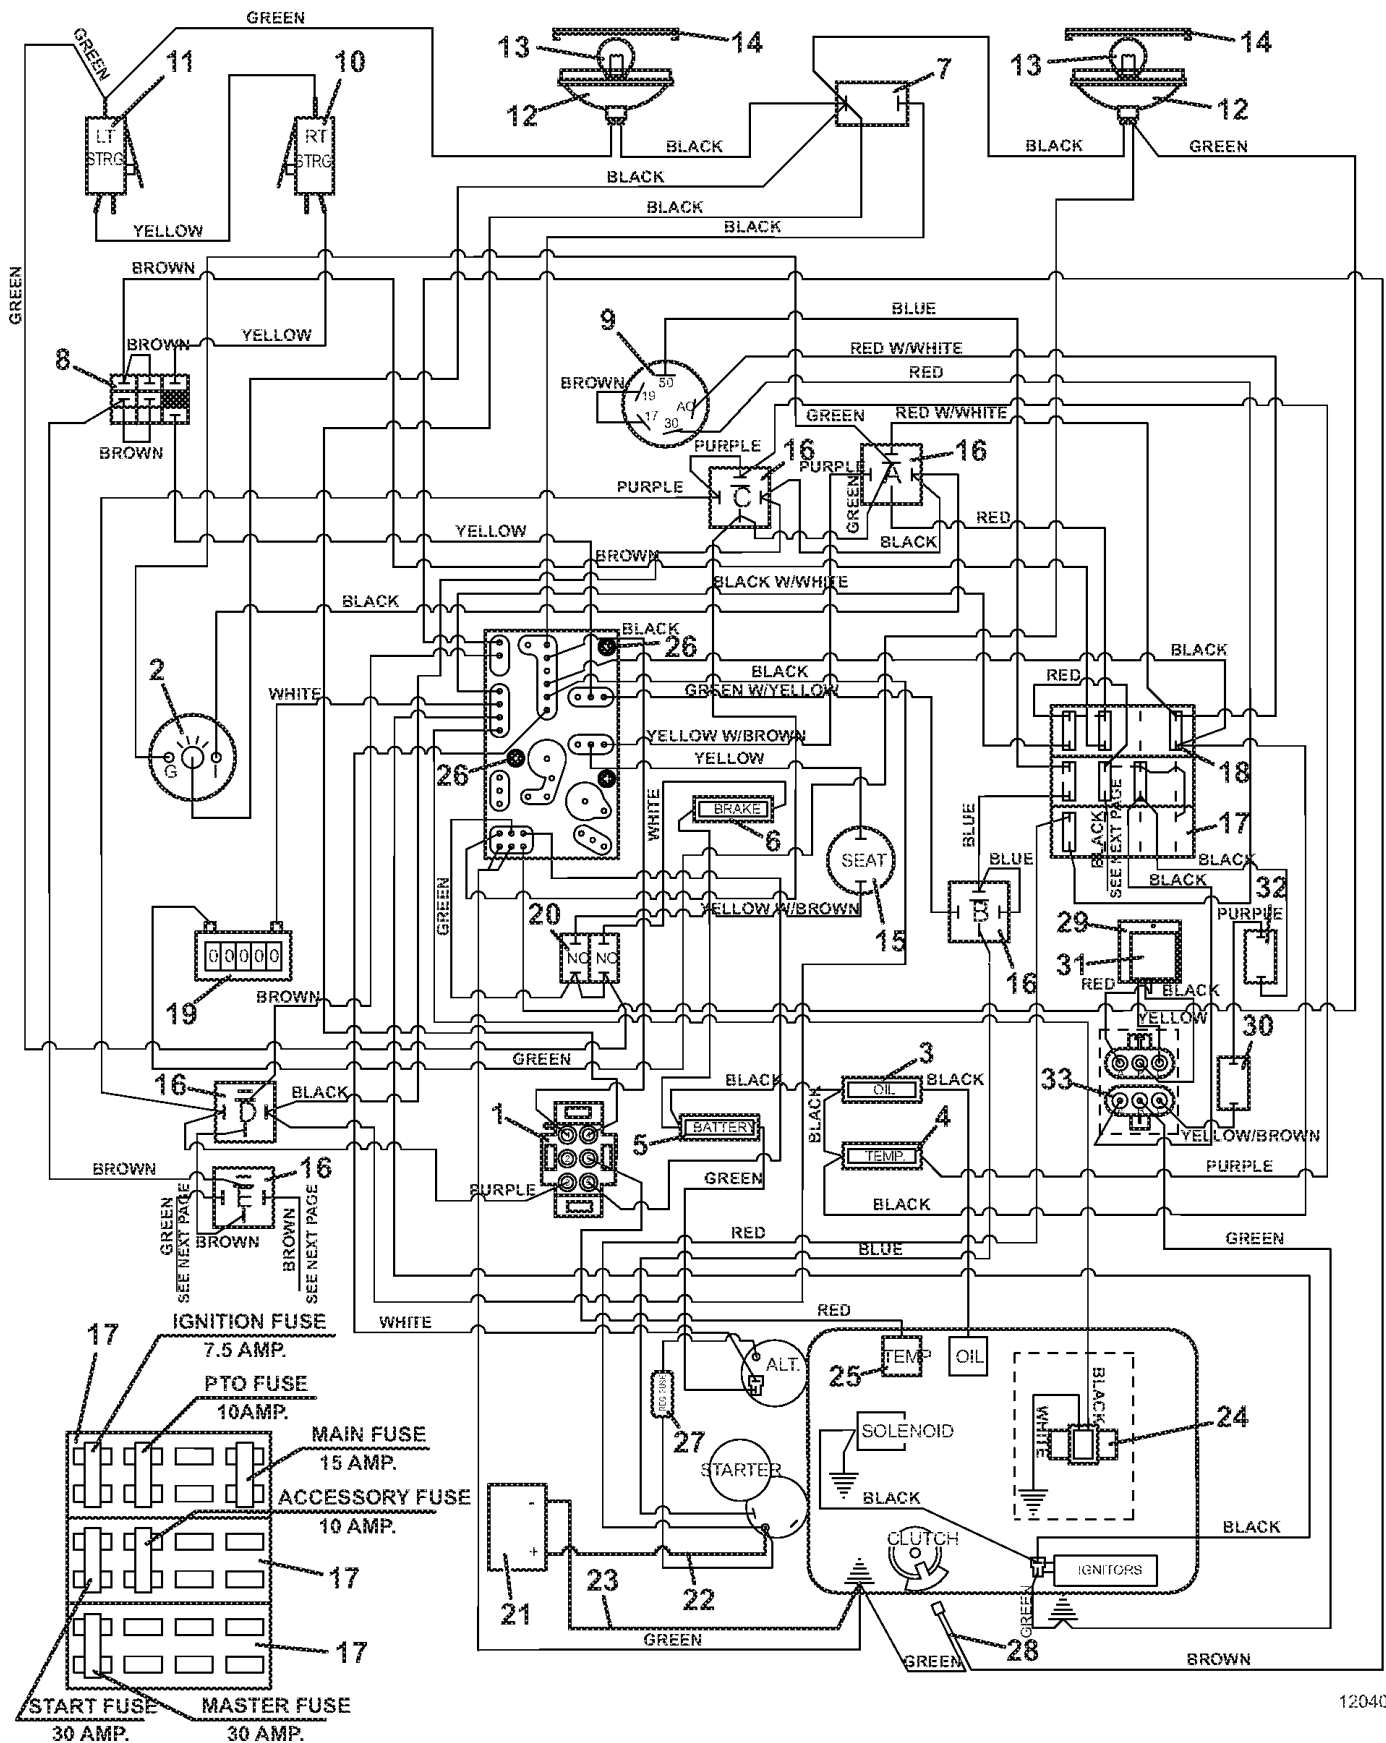 GREEN
GREEN
11
10
13
14
7
13
14
12
12
LT
STRG
RT
STRG
BLACK
BLACK
GREEN
BLACK
BLACK
BLACK
YELLOW
BROWN
GREEN
BLUE
9
YELLOW
BROWN
8
RED W/WHITE
RED
BROWN
50
19
17
30
GREEN
RED W/WHITE
BROWN
PURPLE
16
16
PURPLE
A
PURPLE
C
GREEN
RED
YELLOW
BLACK
BROWN
BLACK W/WHITE
BLACK
BLACK
26
BLACK
BLACK
2
RED
WHITE
GREEN W/YELLOW
YELLOW W/BROWN
YELLOW
G
I
26
18
WHITE
BRAKE
6
BLUE
BLACK
SEE NEXT PAGE
17
SEAT
BLUE
BLACK
BLACK
32
GREEN
20
YELLOW W/BROWN
B
PURPLE
15
29
NO
NO
0 0 0 0 0
31
16
RED
BLACK
BROWN
19
YELLOW
30
GREEN
3
16
BLACK
BLACK
OIL
BLACK
33
D
1
BATTERY
5
BLACK
4
YELLOW/BROWN
TEMP.
BROWN
16
GREEN
PURPLE
PURPLE
E
BLACK
GREEN
SEE NEXT PAGE
BROWN
BROWN
SEE NEXT PAGE
RED
BLUE
GREEN
RED
IGNITION FUSE
7.5 AMP.
WHITE
17
ALT.
TEMP
OIL
25
PTO FUSE
10AMP.
REG FUSE
BLACK
WHITE
24
MAIN FUSE
15 AMP.
27
SOLENOID
STARTER
ACCESSORY FUSE
10 AMP.
BLACK
BLACK
-
+
CLUTCH
IGNITORS
17
21
23
22
GREEN
17
GREEN
28
GREEN
BROWN
START FUSE
30 AMP.
MASTER FUSE
30 AMP.
12040